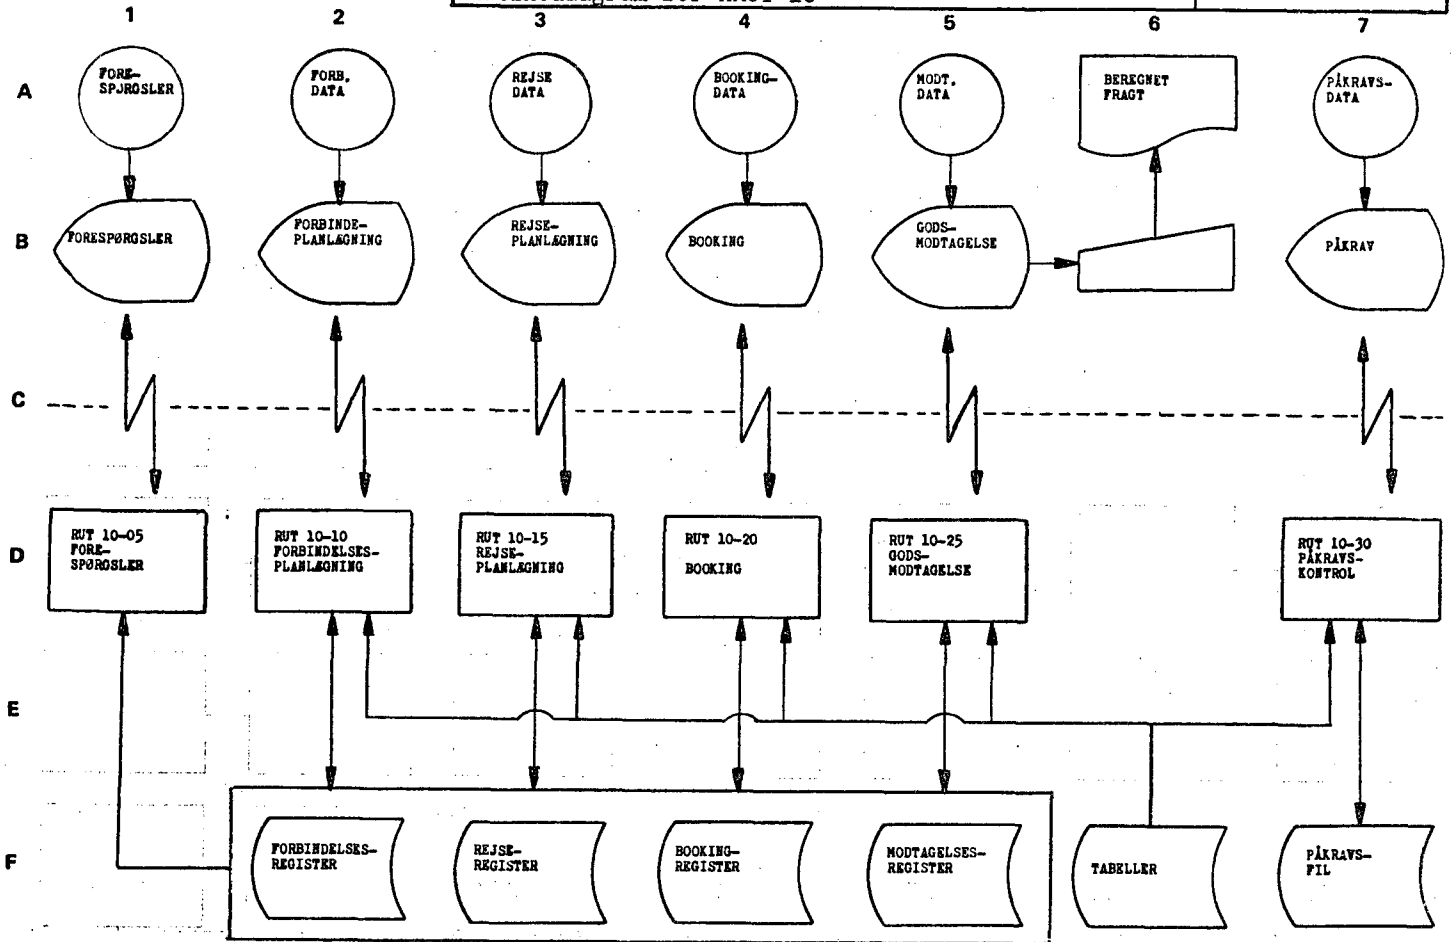 1 2 3 4 5 6 7
A
FORE-
SPØRGSLER
FORB.
DATA
REJSE
DATA
BOOKING-
DATA
MODT.
DATA
BEREGNET
FRAGT
PÅKRAVS-
DATA
B
FORESPØRGSLER
FORBINDE-
PLANLÆGNING
REJSE-
PLANLÆGNING
BOOKING
GODS-
MODTAGELSE
PÅKRAV
C
D
RUT 10-05
FORE-
SPØRGSLER
RUT 10-10
FORBINDELSES-
PLANLÆGNING
RUT 10-15
REJSE-
PLANLÆGNING
RUT 10-20
BOOKING
RUT 10-25
GODS-
MODTAGELSE
RUT 10-30
PÅKRAVS-
KONTROL
E
F
FORBINDELSES-
REGISTER
REJSE-
REGISTER
BOOKING-
REGISTER
MODTAGELSES-
REGISTER
TABELLER
PÅKRAVS-
FIL